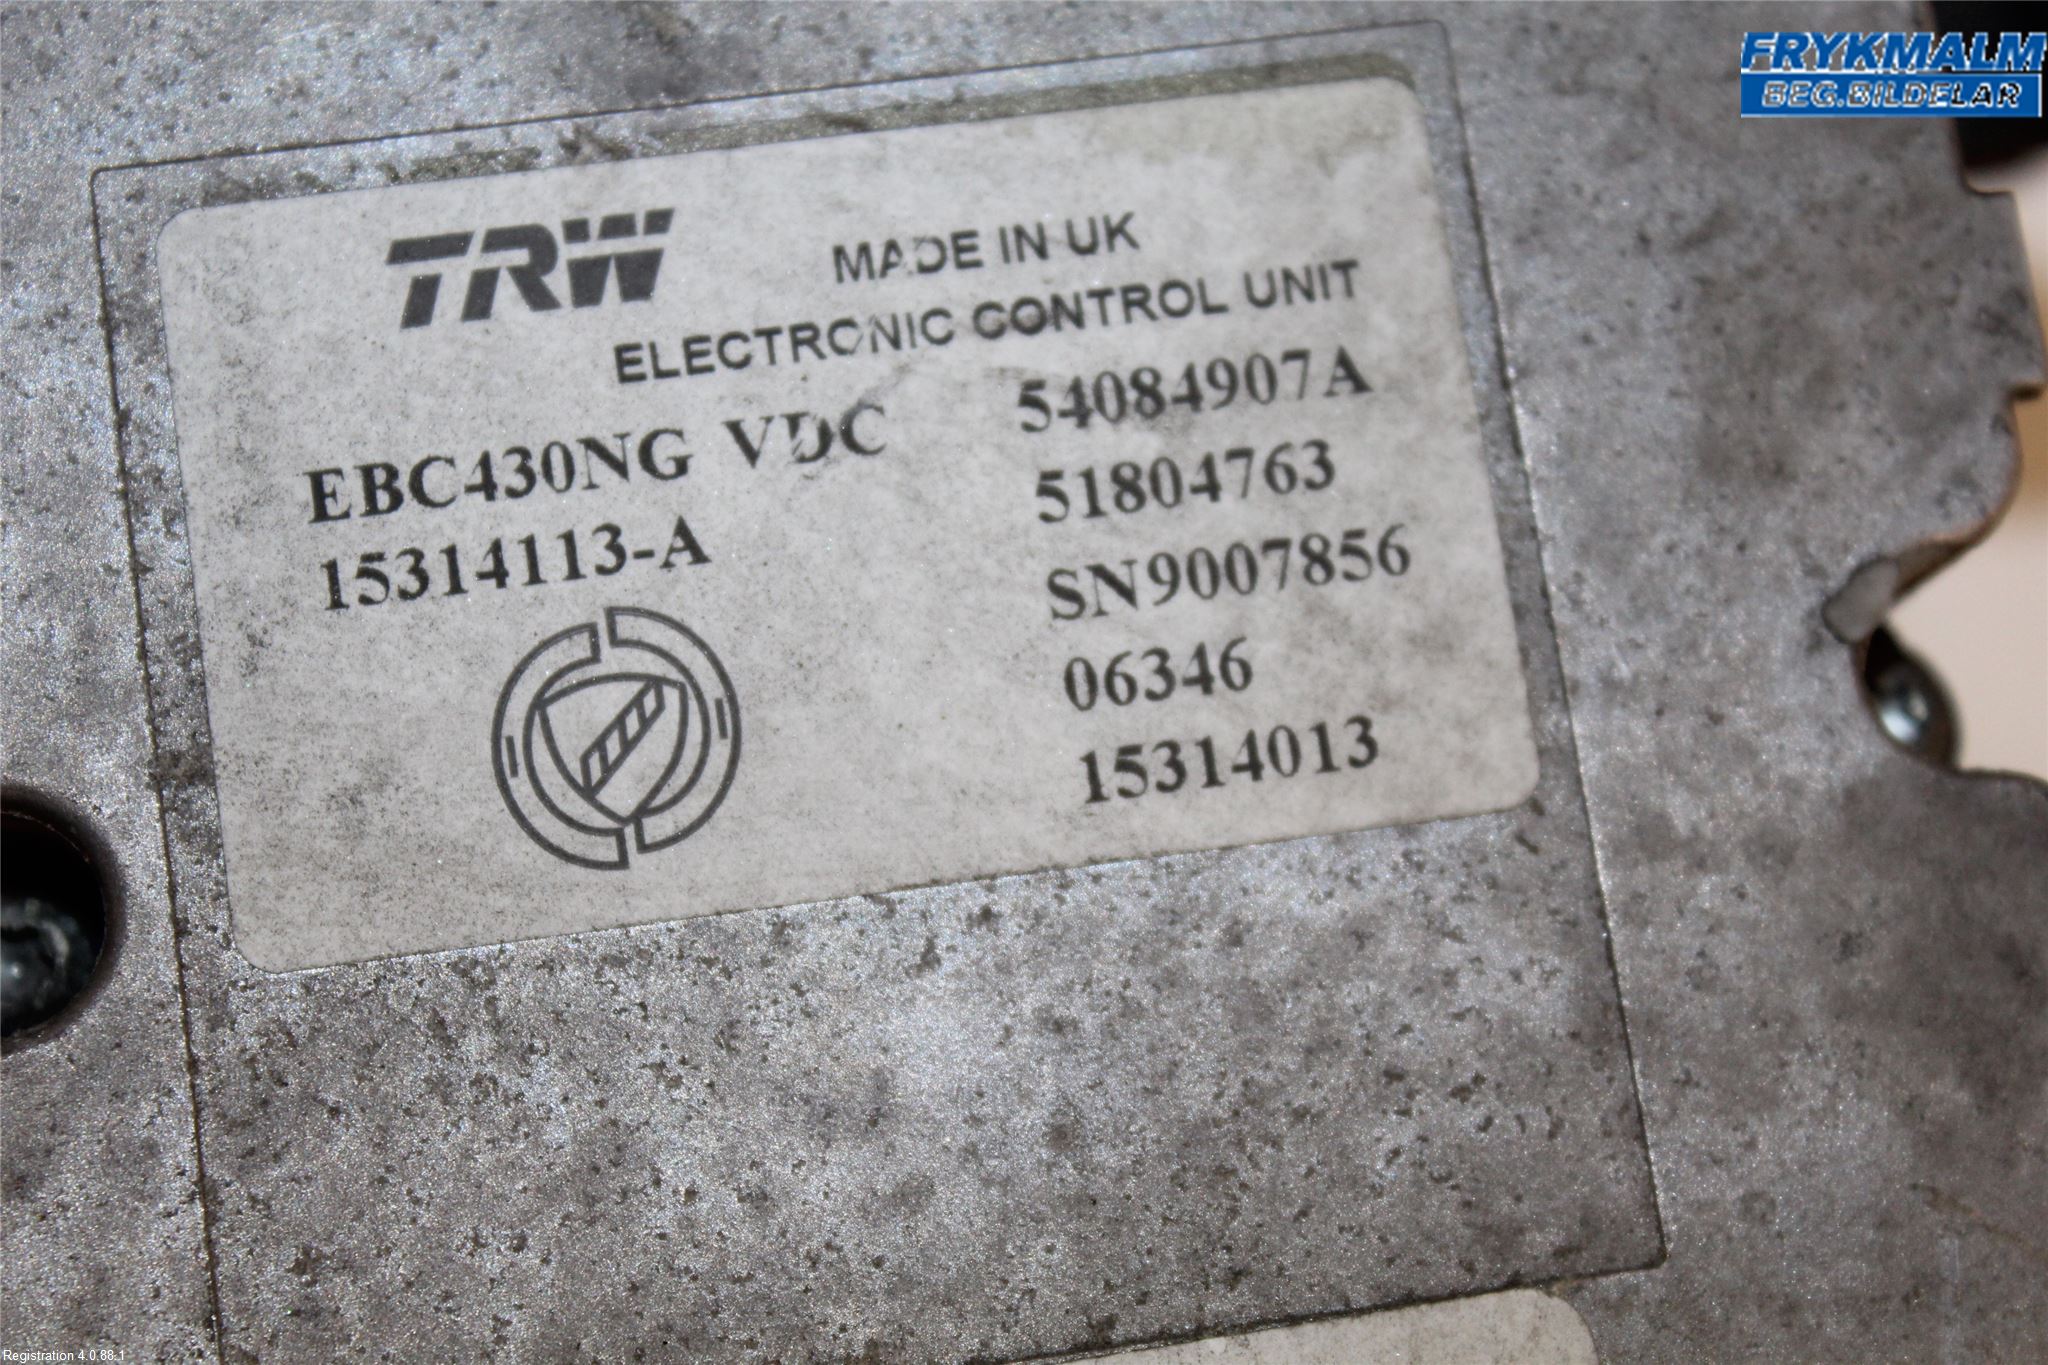 FRYKMALM
BEG.BILDELAR
TRW
MADE IN UK
ELECTRONIC CONTROL UNIT
EBC430NG VDC
15314113-A
54084907A
51804763
SN9007856
06346
15314013
Registration 4.0.88.1